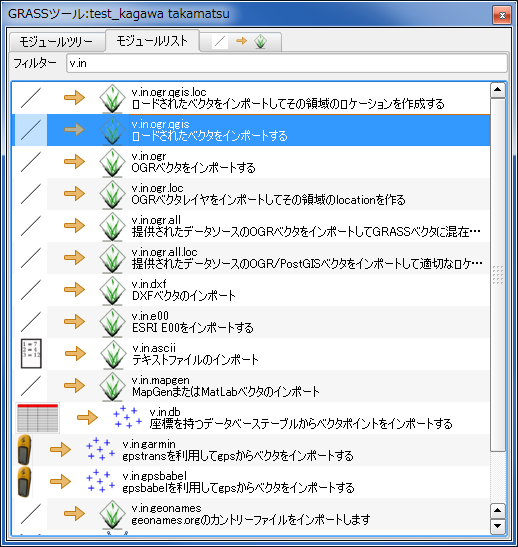 GRASSツール:test_kagawa takamatsu
モジュールツリー
モジュールリスト
フィルター
v.in
v.in.ogr.qgis.loc
ロードされたベクタをインポートしてその領域のロケーションを作成する
v.in.ogr.qgis
ロードされたベクタをインポートする
v.in.ogr
OGRベクタをインポートする
v.in.ogr.loc
OGRベクタレイヤをインポートしてその領域のlocationを作る
v.in.ogr.all
提供されたデータソースのOGRベクタをインポートしてGRASSベクタに混在…
v.in.ogr.all.loc
提供されたデータソースのOGR/PostGISベクタをインポートして適切なロケ…
v.in.dxf
DXFベクタのインポート
v.in.e00
ESRI E00をインポートする
v.in.ascii
テキストファイルのインポート
v.in.mapgen
MapGenまたはMatLabベクタのインポート
v.in.db
座標を持つデータベーステーブルからベクタポイントをインポートする
v.in.garmin
gpstransを利用してgpsからベクタをインポートする
v.in.gpsbabel
gpsbabelを利用してgpsからベクタをインポートする
v.in.geonames
geonames.orgのカントリーファイルをインポートします